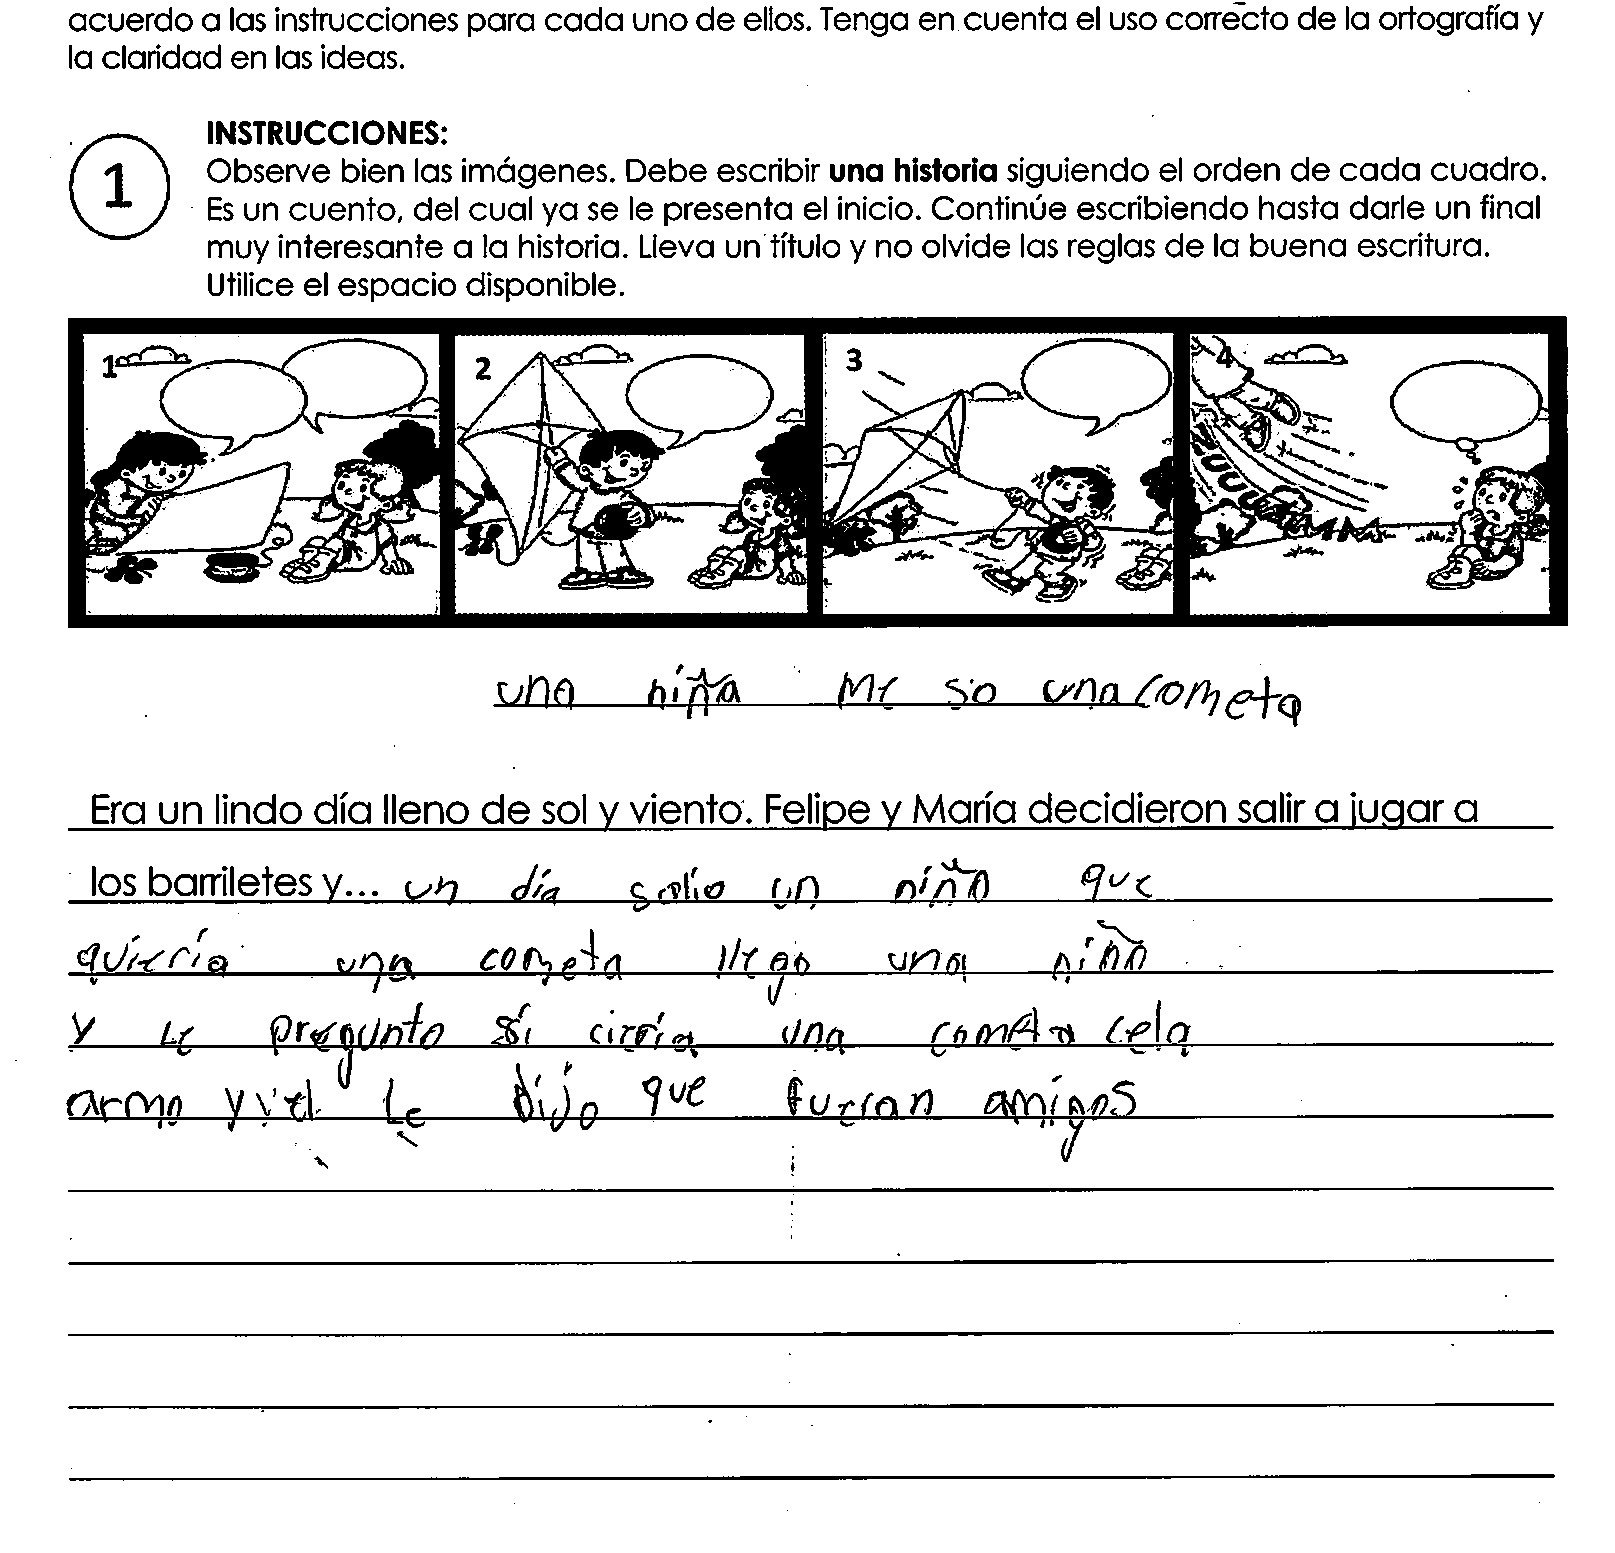 acuerdo a las instrucciones para cada uno de ellos. Tenga en cuenta el uso correcto de la ortografía y
la claridad en las ideas.
1
INSTRUCCIONES:
Observe bien las imágenes. Debe escribir una historia siguiendo el orden de cada cuadro.
Es un cuento, del cual ya se le presenta el inicio. Continúe escribiendo hasta darle un final
muy interesante a la historia. Lleva un título y no olvide las reglas de la buena escritura.
Utilice el espacio disponible.
1 2 3 4
una niña me so una cometa
Era un lindo día lleno de sol y viento. Felipe y María decidieron salir a jugar a
los barriletes y... un día salio un niño que
quierria una cometa llego una niña
y le pregunto si cirria una cometa cela
armo y el le dijo que fueran amigos